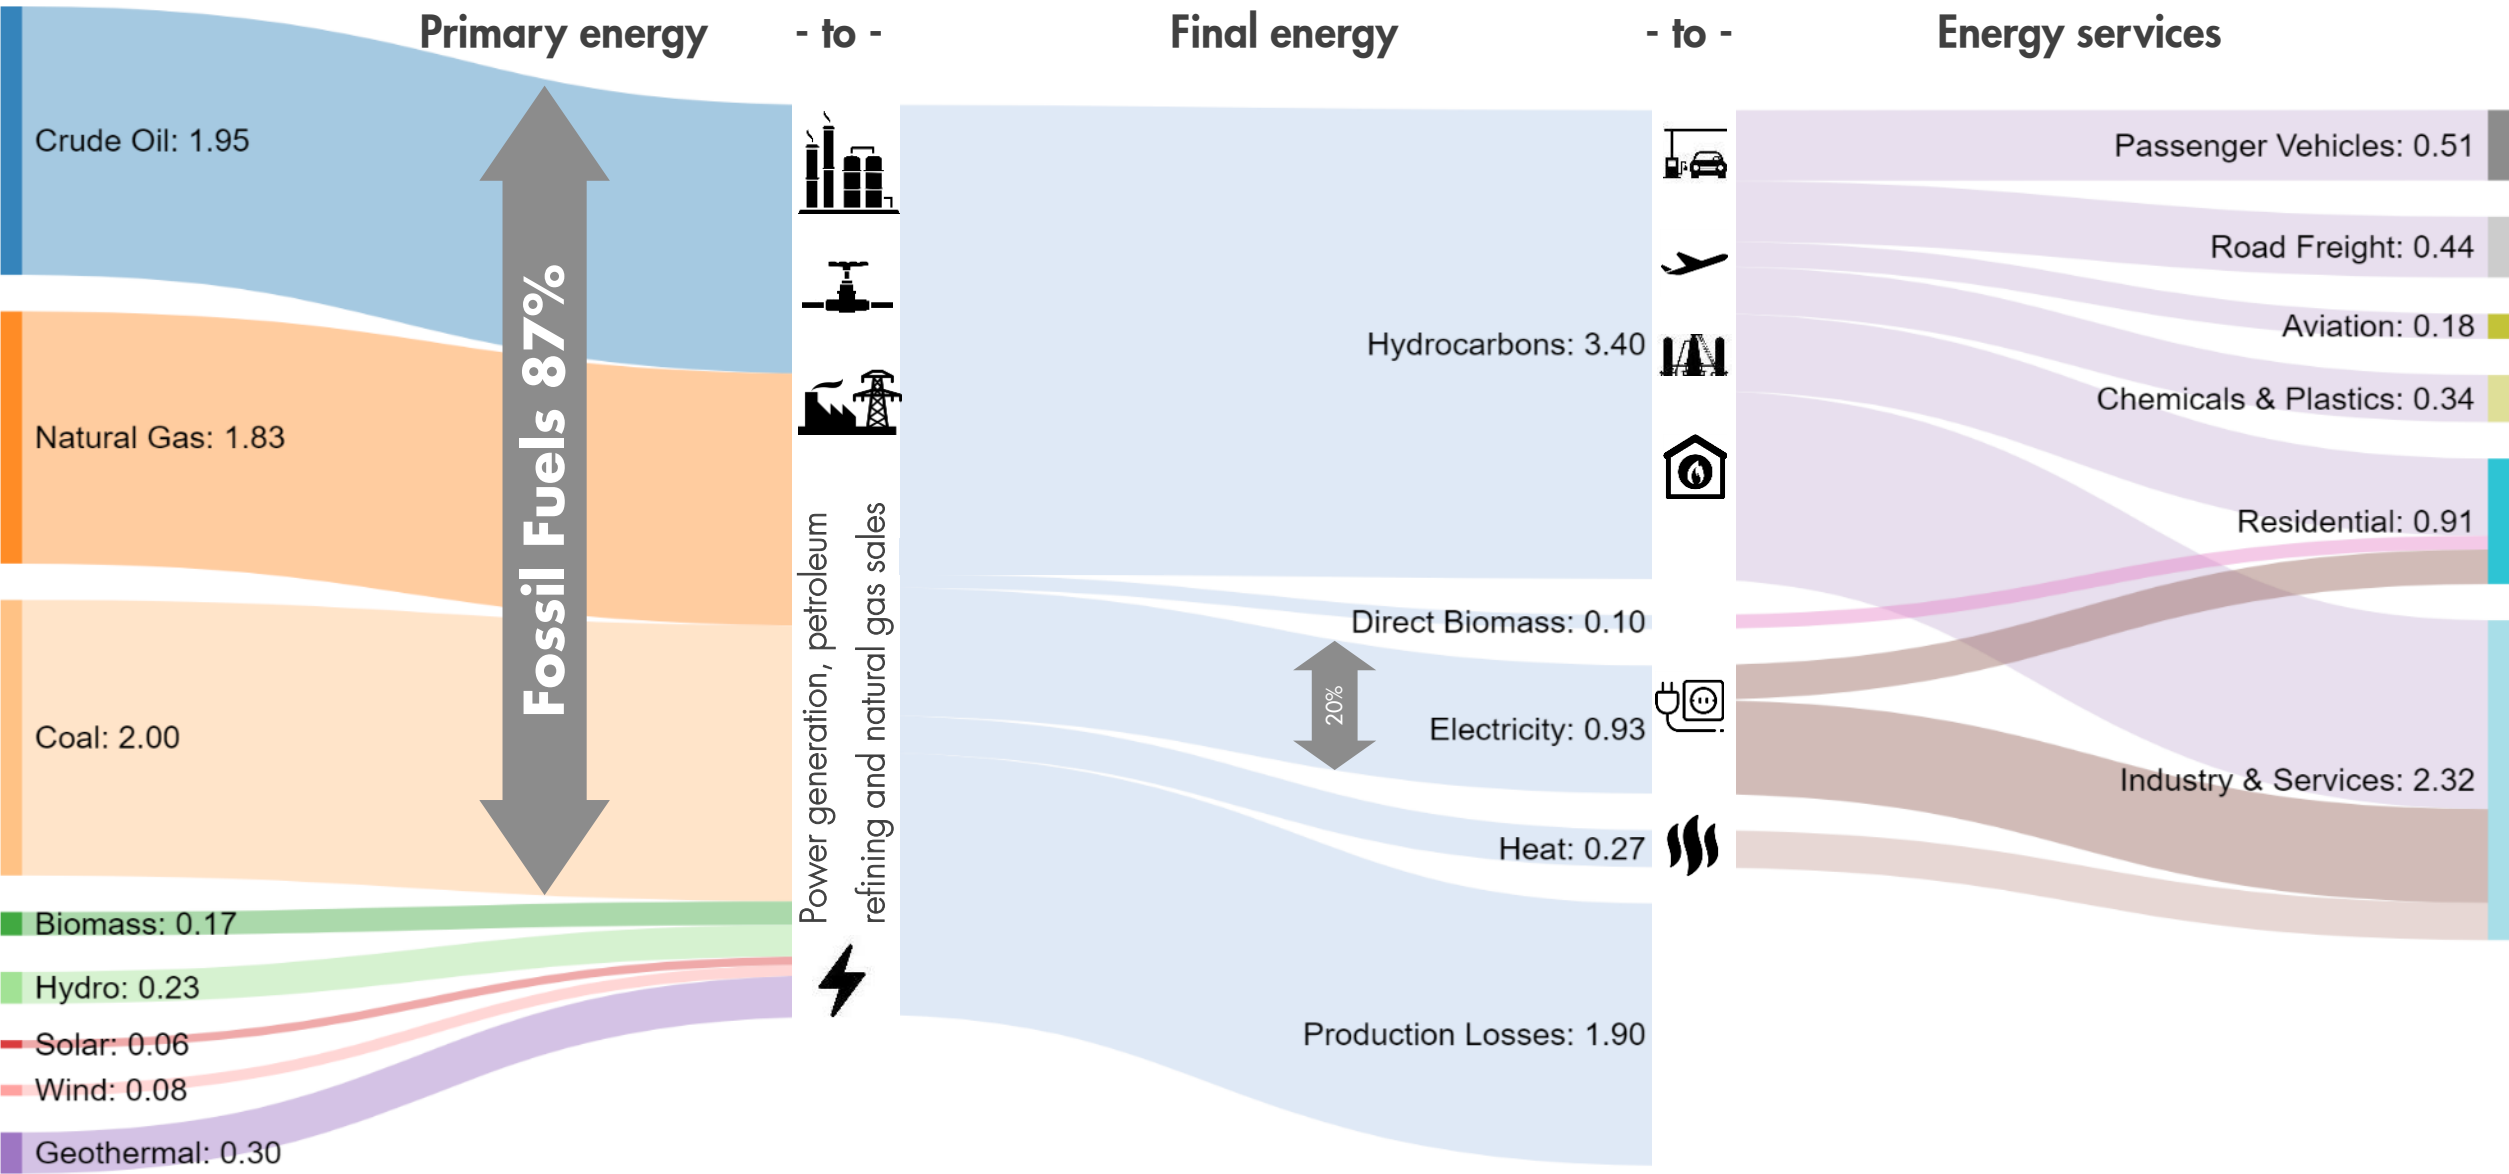 Primary energy
- to -
Final energy
- to -
Energy services
Crude Oil: 1.95
Natural Gas: 1.83
Coal: 2.00
Biomass: 0.17
Hydro: 0.23
Solar: 0.06
Wind: 0.08
Geothermal: 0.30
Fossil Fuels 87%
Power generation, petroleum
refining and natural gas sales
Hydrocarbons: 3.40
Direct Biomass: 0.10
20%
Electricity: 0.93
Heat: 0.27
Production Losses: 1.90
Passenger Vehicles: 0.51
Road Freight: 0.44
Aviation: 0.18
Chemicals & Plastics: 0.34
Residential: 0.91
Industry & Services: 2.32